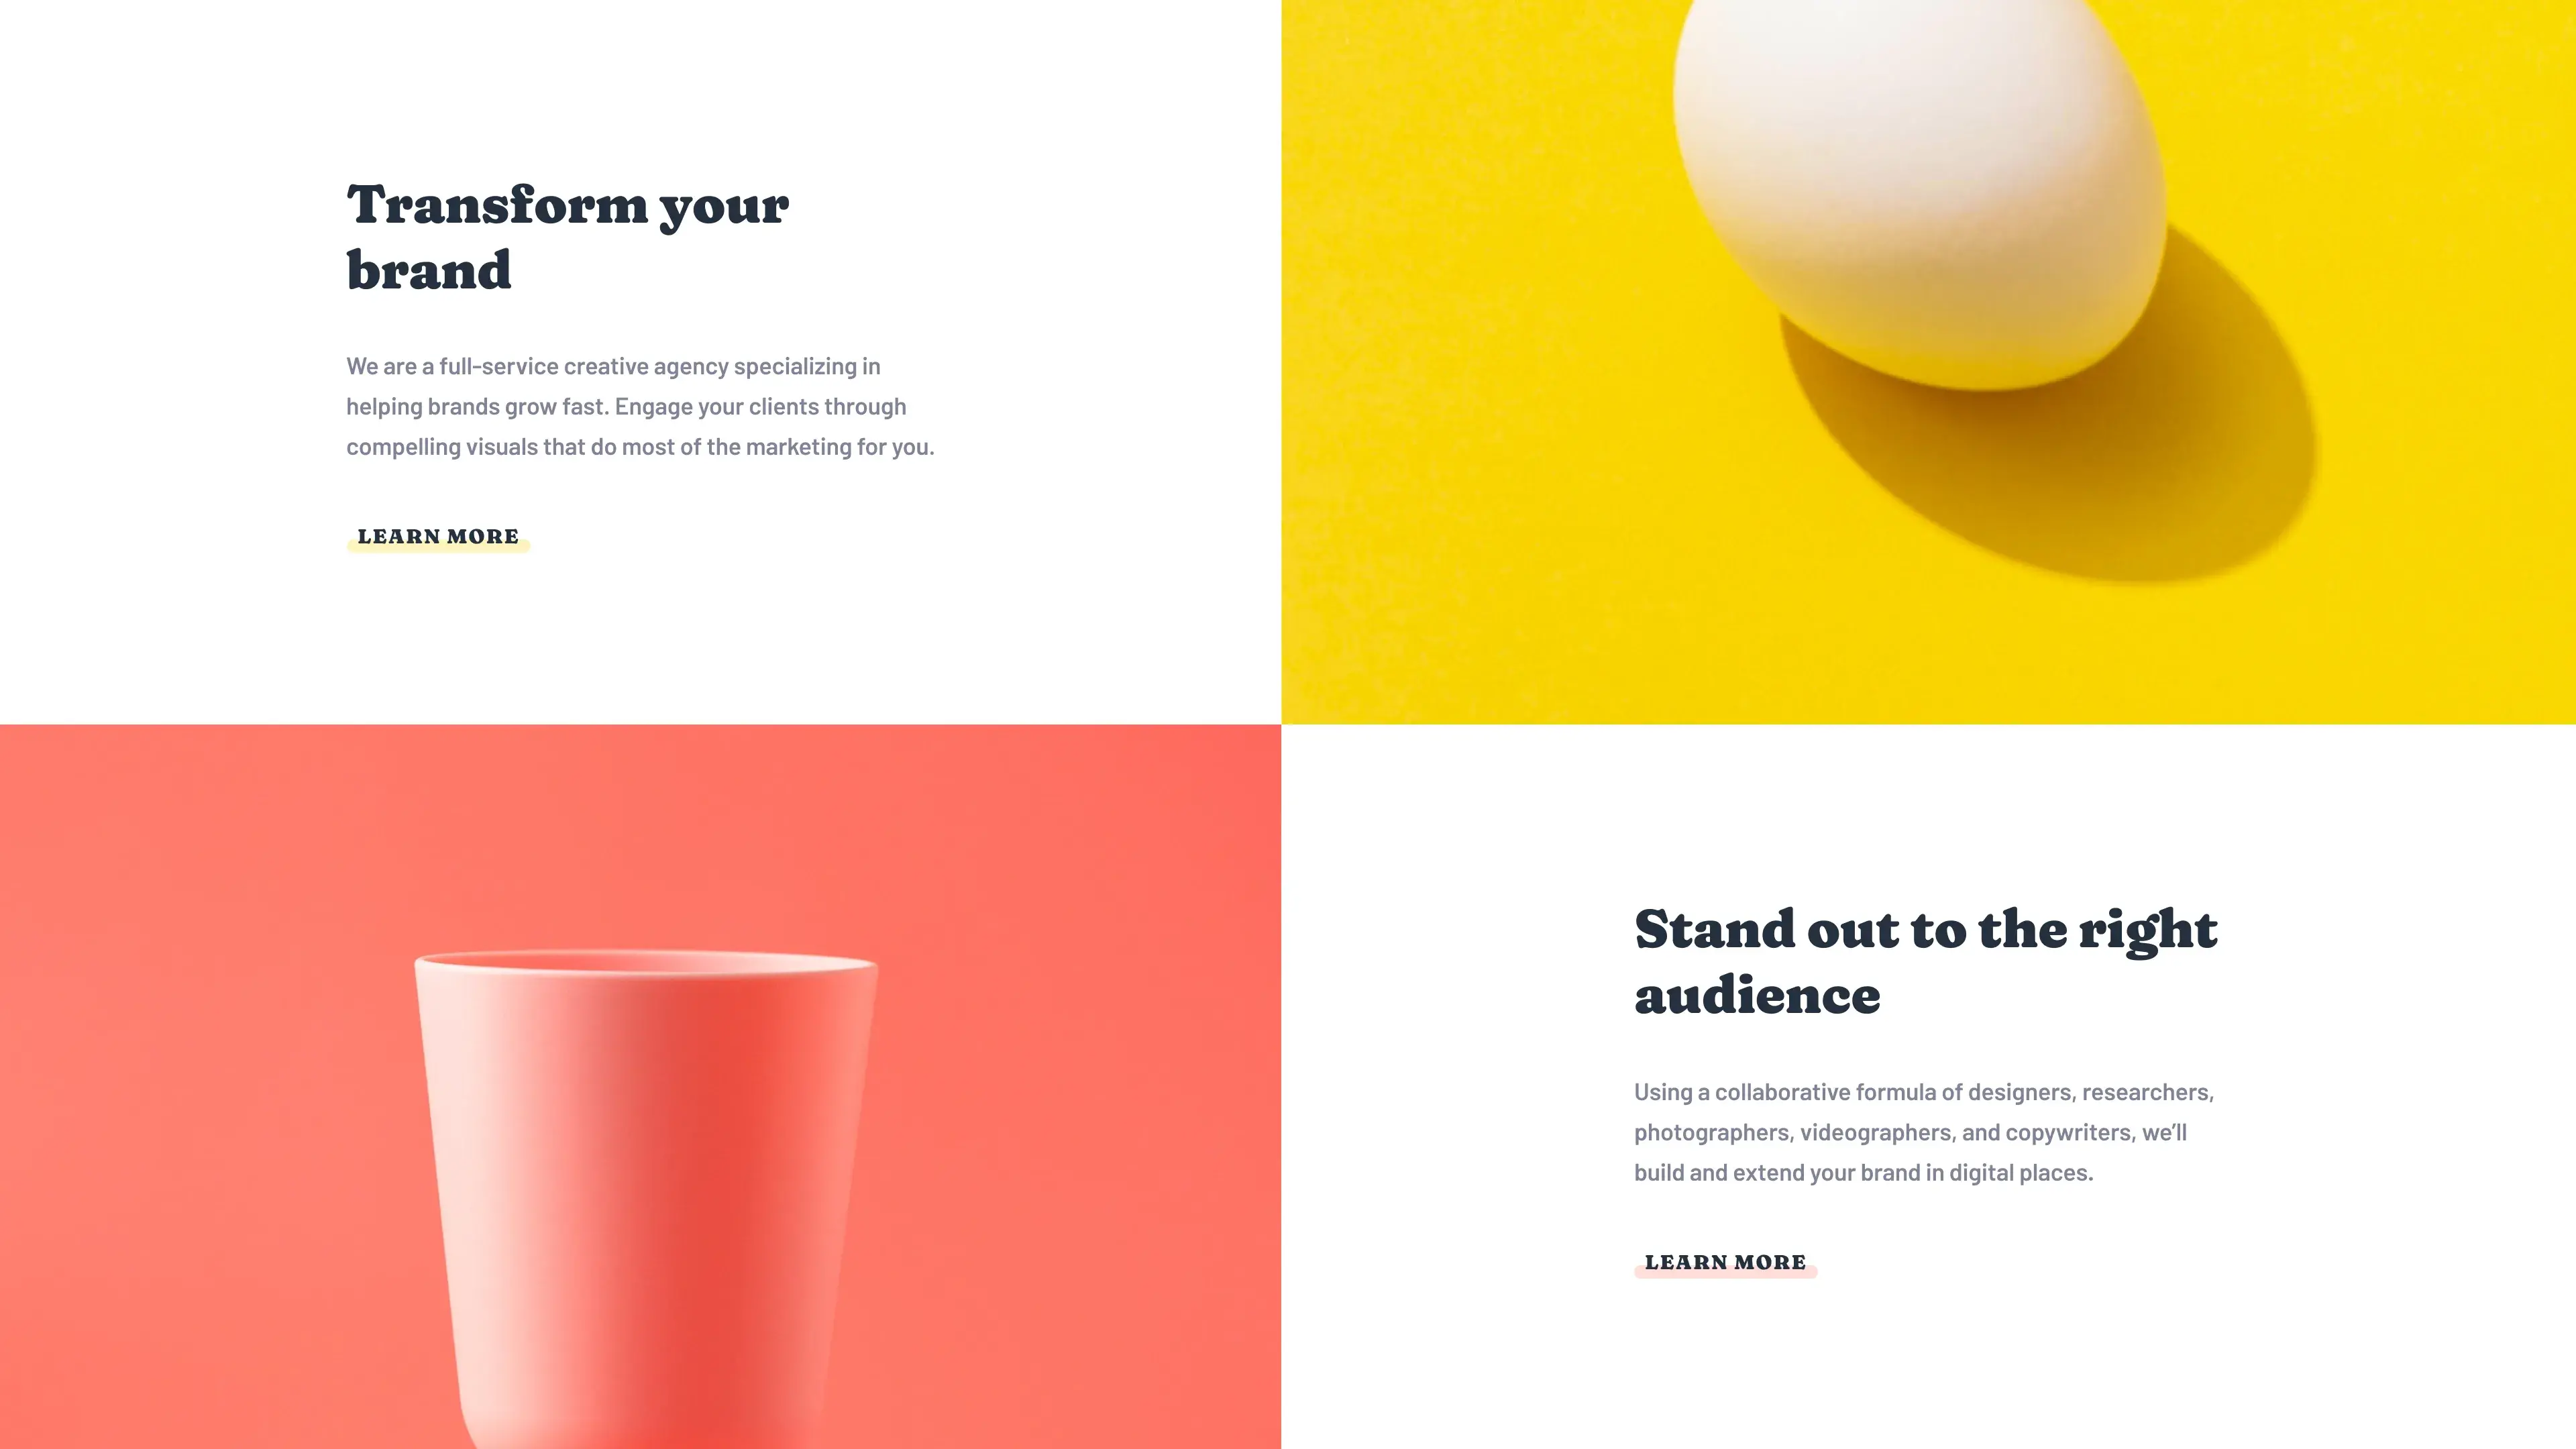 Transform your
brand
We are a full-service creative agency specializing in
helping brands grow fast. Engage your clients through
compelling visuals that do most of the marketing for you.
LEARN MORE
Stand out to the right
audience
Using a collaborative formula of designers, researchers,
photographers, videographers, and copywriters, we’ll
build and extend your brand in digital places.
LEARN MORE